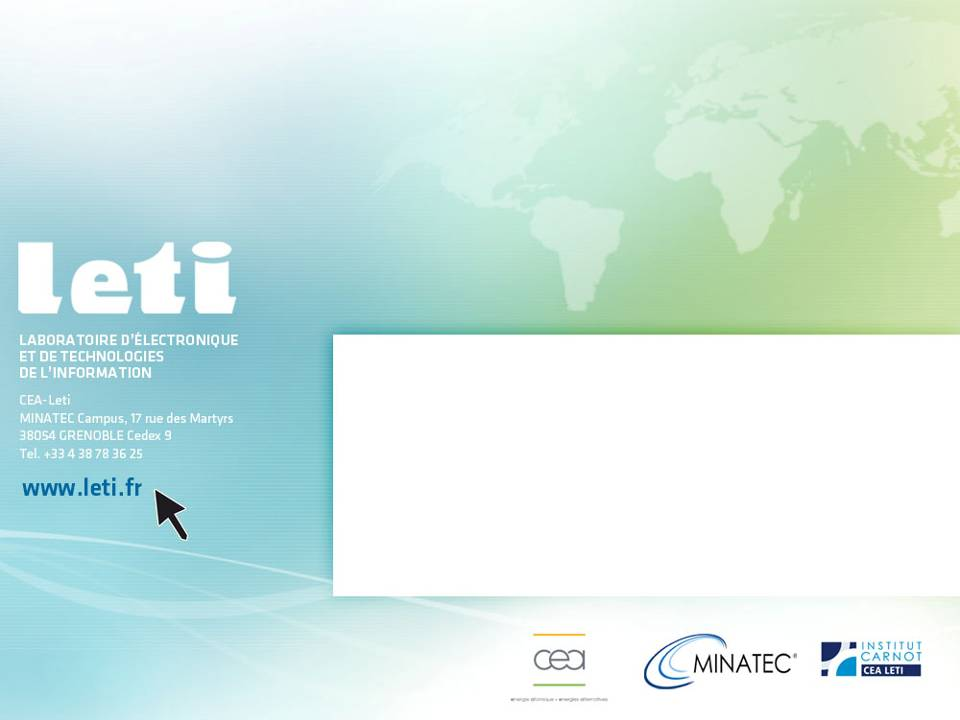 leti
LABORATOIRE D'ÉLECTRONIQUE
ET DE TECHNOLOGIES
DE L'INFORMATION
CEA-Leti
MINATEC Campus, 17 rue des Martyrs
38054 GRENOBLE Cedex 9
Tel. +33 4 38 78 36 25
www.leti.fr
cea
énergie atomique • énergies alternatives
MINATEC®
INSTITUT
CARNOT
CEA LETI